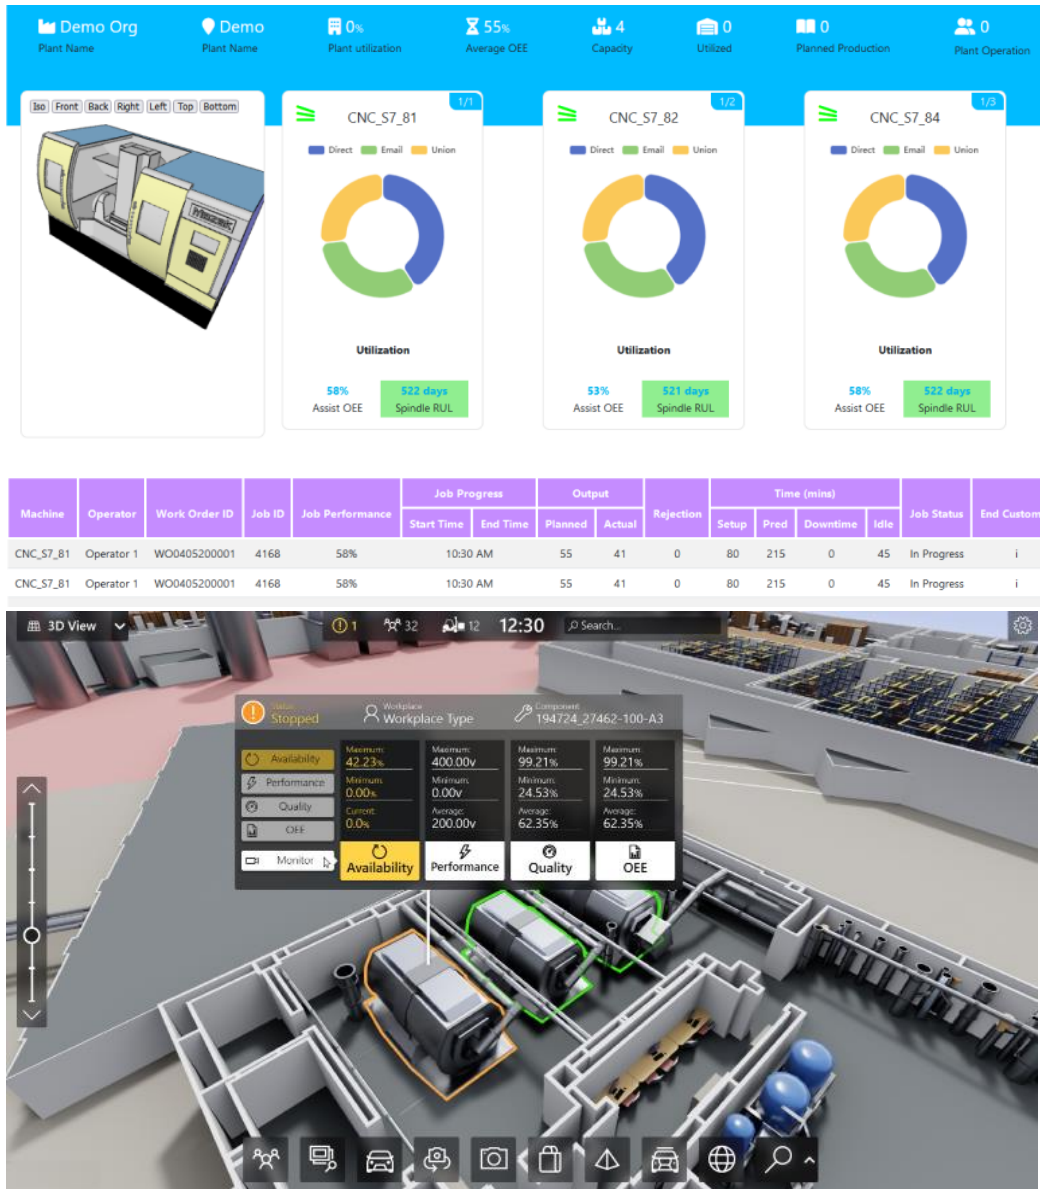 Demo Org
Plant Name
Demo
Plant Name
0%
Plant utilization
55%
Average OEE
4
Capacity
0
Utilized
0
Planned Production
0
Plant Operation
Iso Front Back Right Left Top Bottom
1/1
CNC_S7_81
Direct Email Union
Utilization
58%
Assist OEE
522 days
Spindle RUL
1/2
CNC_S7_82
Direct Email Union
Utilization
53%
Assist OEE
521 days
Spindle RUL
1/3
CNC_S7_84
Direct Email Union
Utilization
58%
Assist OEE
522 days
Spindle RUL
Machine Operator Work Order ID Job ID Job Performance Job Progress Output Rejection Time (mins) Job Status End Custom
Start Time End Time Planned Actual Setup Pred Downtime Idle
CNC_S7_81 Operator 1 WO0405200001 4168 58% 10:30 AM 55 41 0 80 215 0 45 In Progress i
CNC_S7_81 Operator 1 WO0405200001 4168 58% 10:30 AM 55 41 0 80 215 0 45 In Progress i
3D View 1 32 12 12:30 Search...
Status
Stopped
Workplace
Workplace Type
Component
194724_27462-100-A3
Availability
Performance
Quality
OEE
Monitor
Maximum:
42.23%
Minimum:
0.00%
Current:
0.0%
Availability
Maximum:
400.00v
Minimum:
0.00v
Average:
200.00v
Performance
Maximum:
99.21%
Minimum:
24.53%
Average:
62.35%
Quality
Maximum:
99.21%
Minimum:
24.53%
Average:
62.35%
OEE